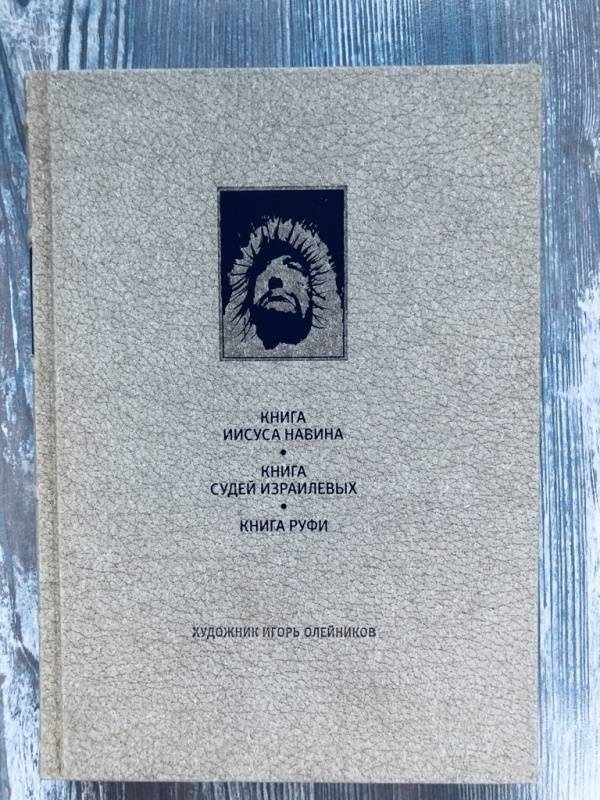 КНИГА
ИИСУСА НАВИНА
•
КНИГА
СУДЕЙ ИЗРАИЛЕВЫХ
•
КНИГА РУФИ
ХУДОЖНИК ИГОРЬ ОЛЕЙНИКОВ